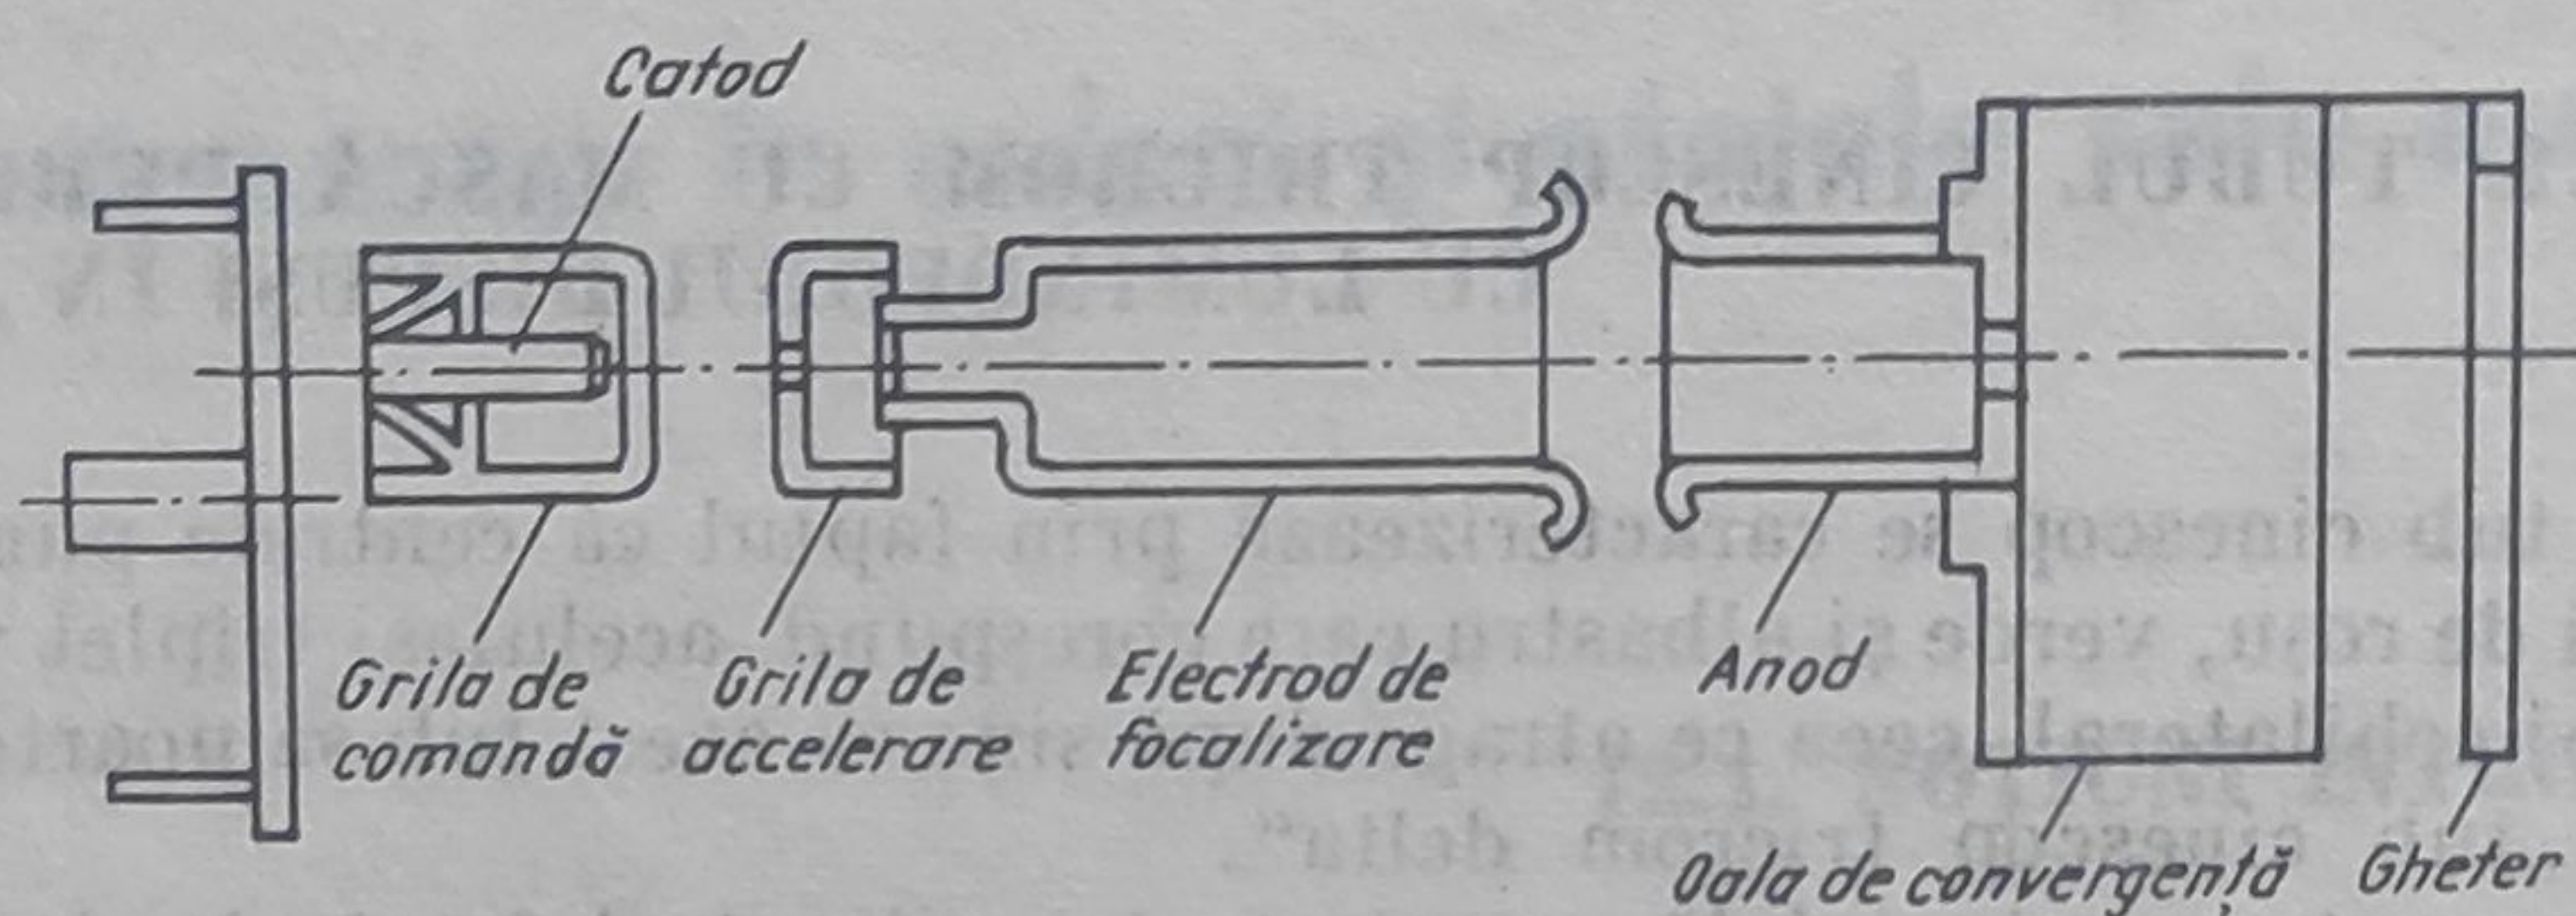 Catod
Grila de
comandă
Grila de
accelerare
Electrod de
focalizare
Anod
Oala de convergență
Gheter